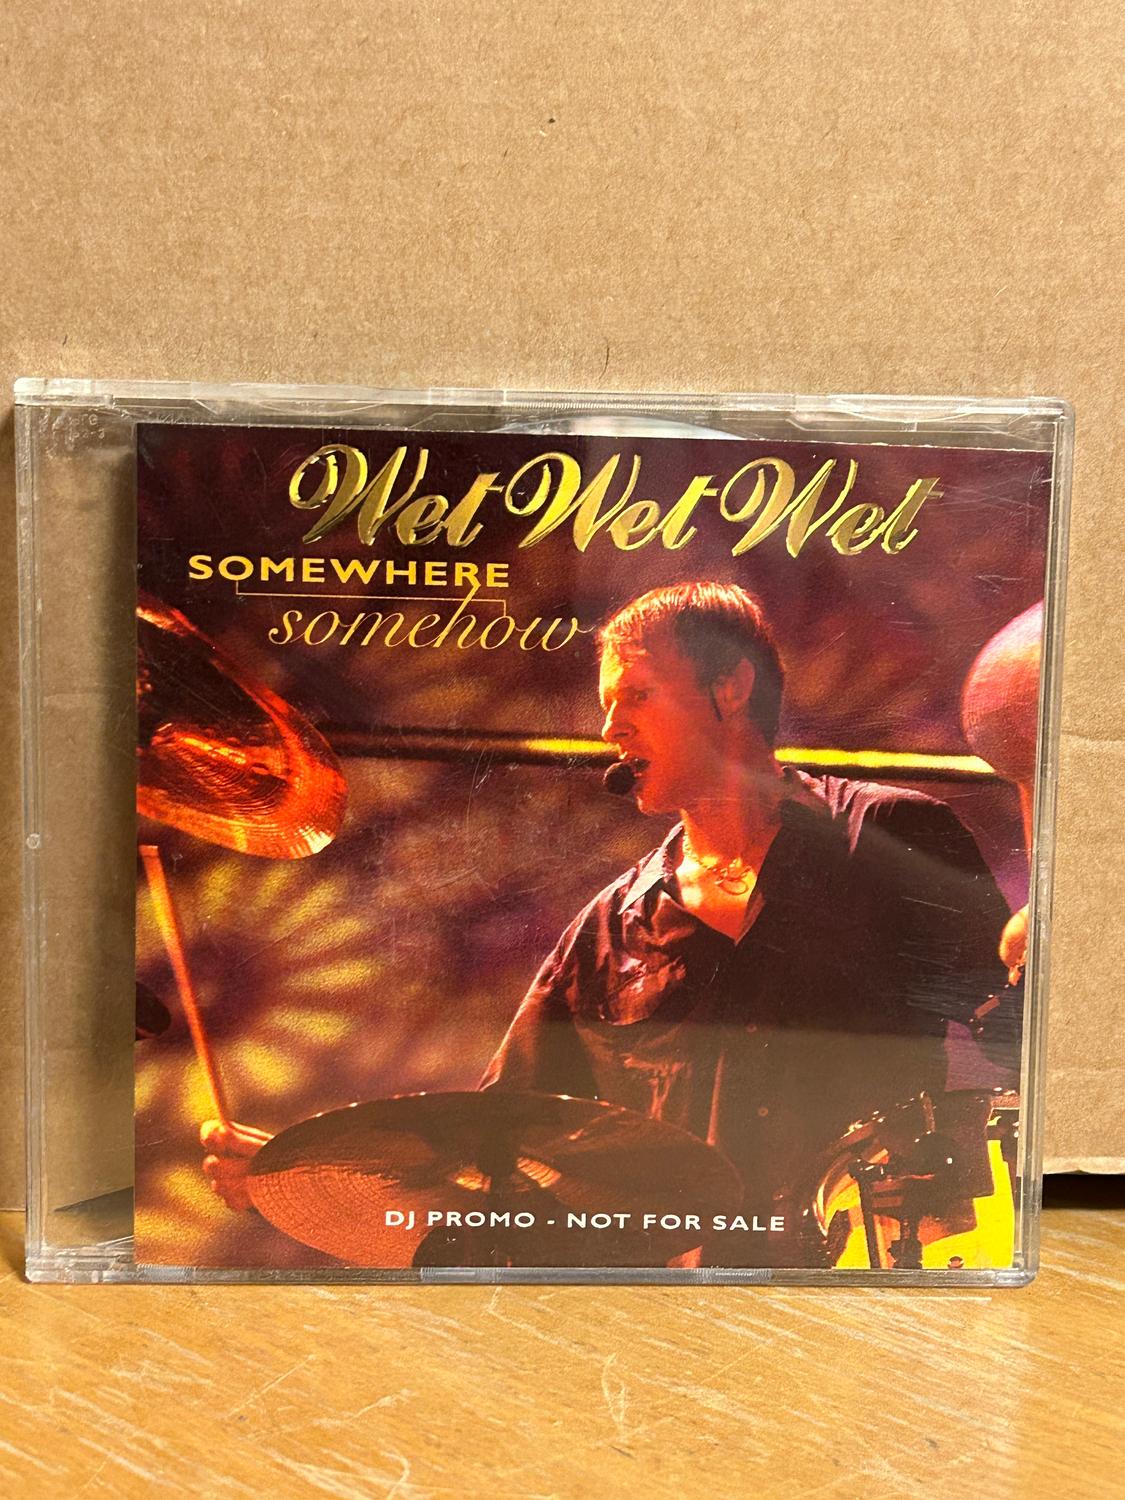 Wet Wet Wet
SOMEWHERE
somehow
DJ PROMO - NOT FOR SALE